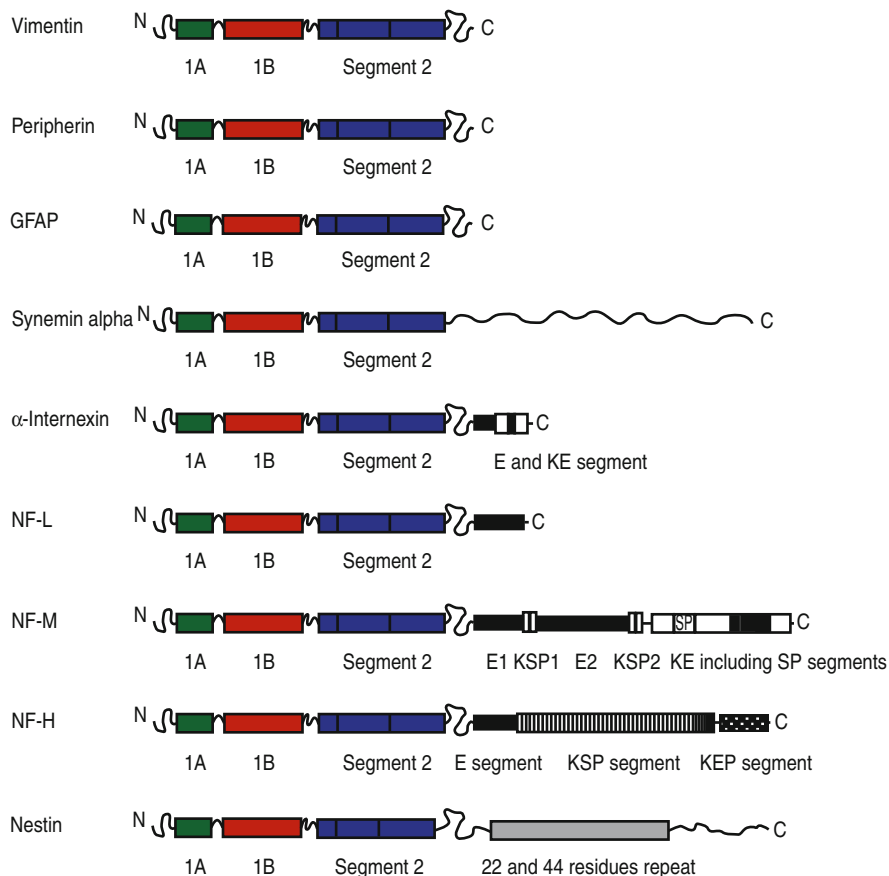 Vimentin N C
1A 1B Segment 2
Peripherin N C
1A 1B Segment 2
GFAP N C
1A 1B Segment 2
Synemin alpha N C
1A 1B Segment 2
α-Internexin N C
1A 1B Segment 2 E and KE segment
NF-L N C
1A 1B Segment 2
NF-M N SP C
1A 1B Segment 2 E1 KSP1 E2 KSP2 KE including SP segments
NF-H N C
1A 1B Segment 2 E segment KSP segment KEP segment
Nestin N C
1A 1B Segment 2 22 and 44 residues repeat